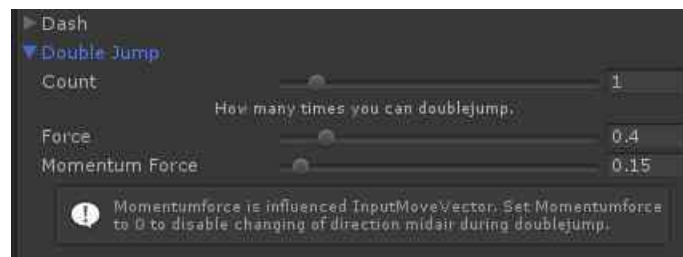 Dash
Double Jump
Count 1
How many times you can doublejump.
Force 0.4
Momentum Force 0.15
Momentumforce is influenced InputMoveVector. Set Momentumforce
to 0 to disable changing of direction midair during doublejump.